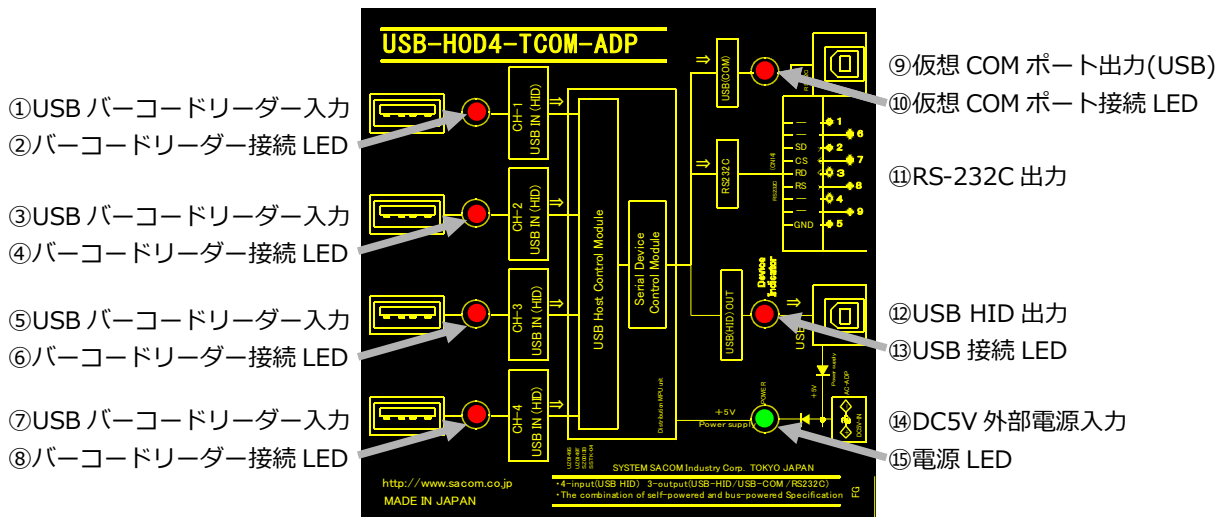 USB-HOD4-TCOM-ADP
①USB バーコードリーダー入力
②バーコードリーダー接続 LED
③USB バーコードリーダー入力
④バーコードリーダー接続 LED
⑤USB バーコードリーダー入力
⑥バーコードリーダー接続 LED
⑦USB バーコードリーダー入力
⑧バーコードリーダー接続 LED
CH-1
USB IN (HID)
⇒
CH-2
USB IN (HID)
⇒
CH-3
USB IN (HID)
⇒
CH-4
USB IN (HID)
⇒
USB Host Control Module
Serial Device
Control Module
Distribution MPU unit
⇒
USB(COM)
⇒
RS232C
USB(HID) OUT
Device
Indicator
⇒
USB
RS232C
(CN14)
— 1
— 6
SD 2
CS 7
RD 3
RS 8
— 4
— 9
GND 5
+5V
Power supply
POWER
+5V
Power supply
AC-ADP
DC5V-IN
⑨仮想 COM ポート出力(USB)
⑩仮想 COM ポート接続 LED
⑪RS-232C 出力
⑫USB HID 出力
⑬USB 接続 LED
⑭DC5V 外部電源入力
⑮電源 LED
SYSTEM SACOM Industry Corp. TOKYO JAPAN
http://www.sacom.co.jp
MADE IN JAPAN
・4-input(USB HID) 3-output(USB-HID/USB-COM /RS232C)
・The combination of self-powered and bus-powered Specification
FG